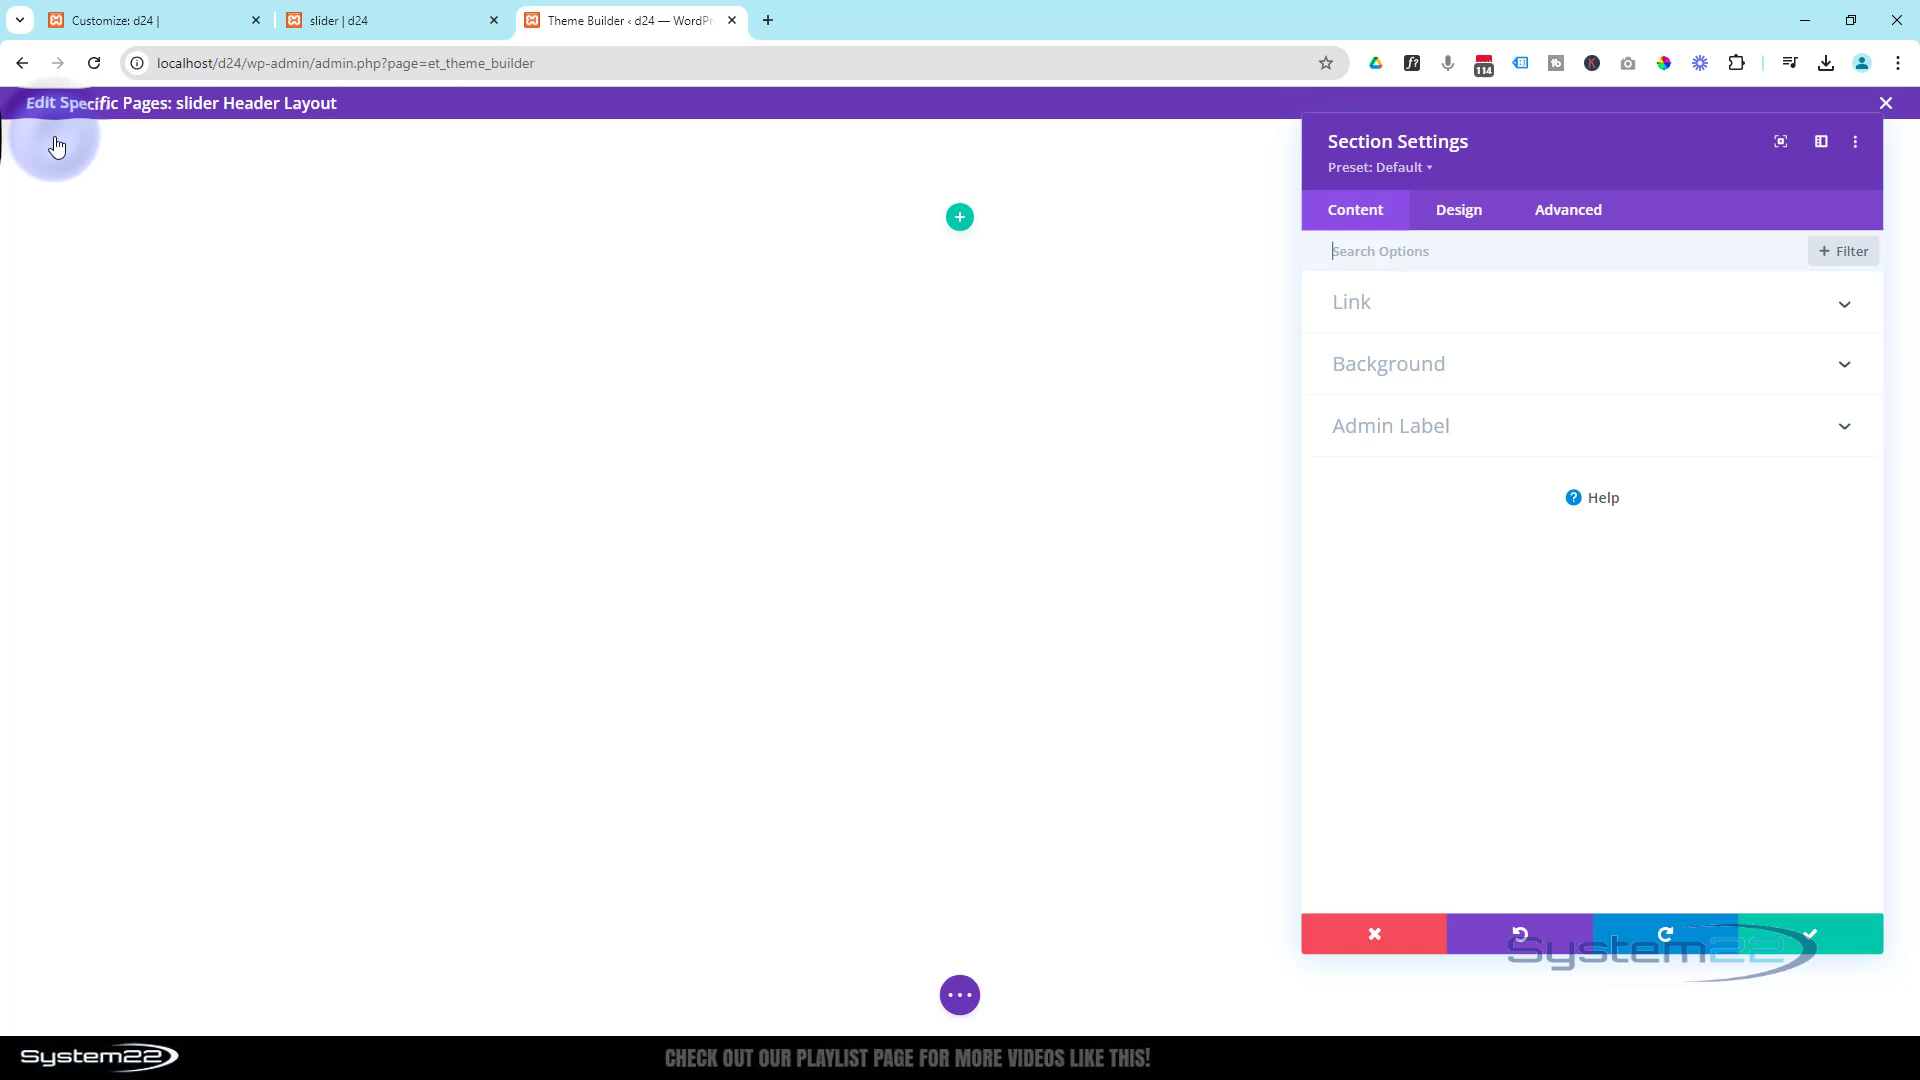 Customize: d24 |
slider | d24
Theme Builder ‹ d24 — WordPr
localhost/d24/wp-admin/admin.php?page=et_theme_builder
114
Edit Specific Pages: slider Header Layout
Section Settings
Preset: Default
Content
Design
Advanced
Search Options
+ Filter
Link
Background
Admin Label
? Help
System22
System22
CHECK OUT OUR PLAYLIST PAGE FOR MORE VIDEOS LIKE THIS!